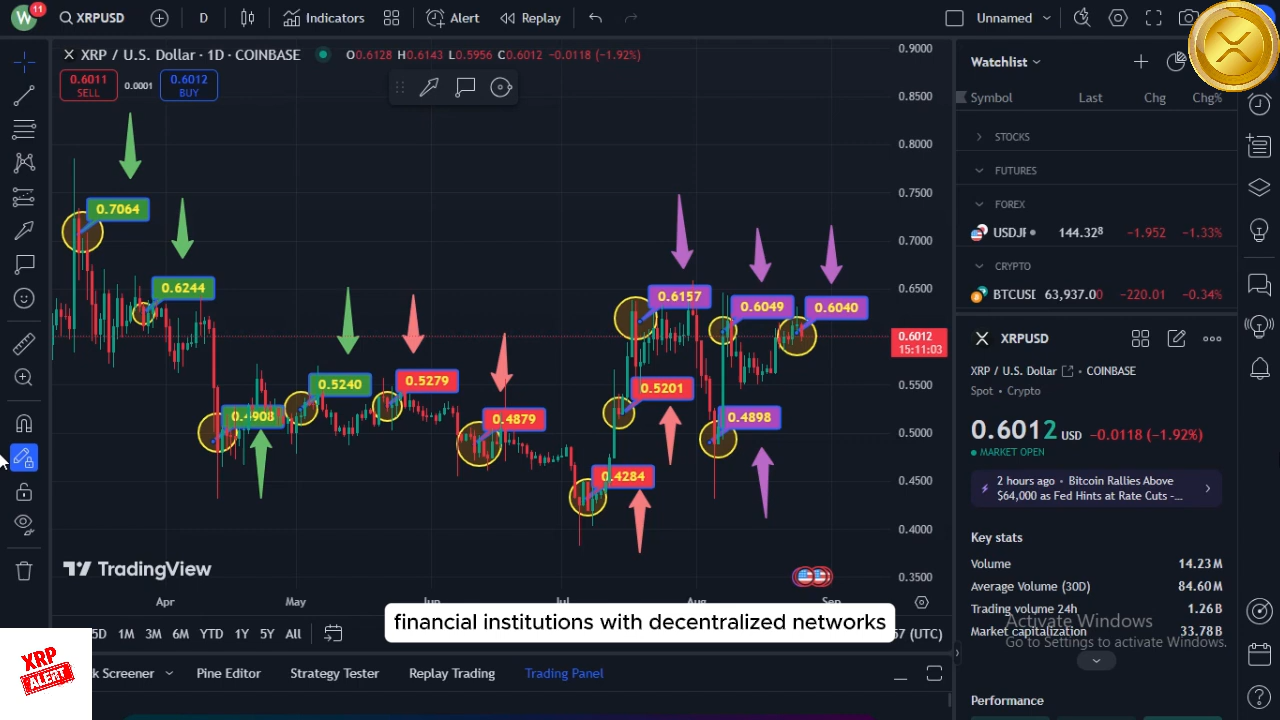 W
11
XRPUSD
D
Indicators
Alert
Replay
Unnamed
XRP / U.S. Dollar · 1D · COINBASE
O0.6128 H0.6143 L0.5956 C0.6012 -0.0118 (-1.92%)
0.6011
SELL
0.0001
0.6012
BUY
0.9000
0.8500
0.8000
0.7500
0.7000
0.6500
0.6012
15:11:03
0.5500
0.5000
0.4500
0.4000
0.3500
0.7064
0.6244
0.4908
0.5240
0.5279
0.4879
0.4284
0.5201
0.6157
0.6049
0.4898
0.6040
TradingView
Apr
May
Jun
Jul
Aug
Sep
financial institutions with decentralized networks
5D 1M 3M 6M YTD 1Y 5Y All
(UTC)
Pine Editor
Strategy Tester
Replay Trading
Trading Panel
XRP
ALERT
Watchlist
Symbol Last Chg Chg%
STOCKS
FUTURES
FOREX
144.328 −1.952 −1.33%
CRYPTO
63,937.00 −220.01 −0.34%
XRPUSD
XRP / U.S. Dollar COINBASE
Spot • Crypto
0.6012 USD -0.0118 (-1.92%)
MARKET OPEN
2 hours ago • Bitcoin Rallies Above
$64,000 as Fed Hints at Rate Cuts -...
Key stats
Volume 14.23M
Average Volume (30D) 84.60M
Trading volume 24h 1.26B
Market capitalization 33.78B
Activate Windows
Go to Settings to activate Windows.
Performance